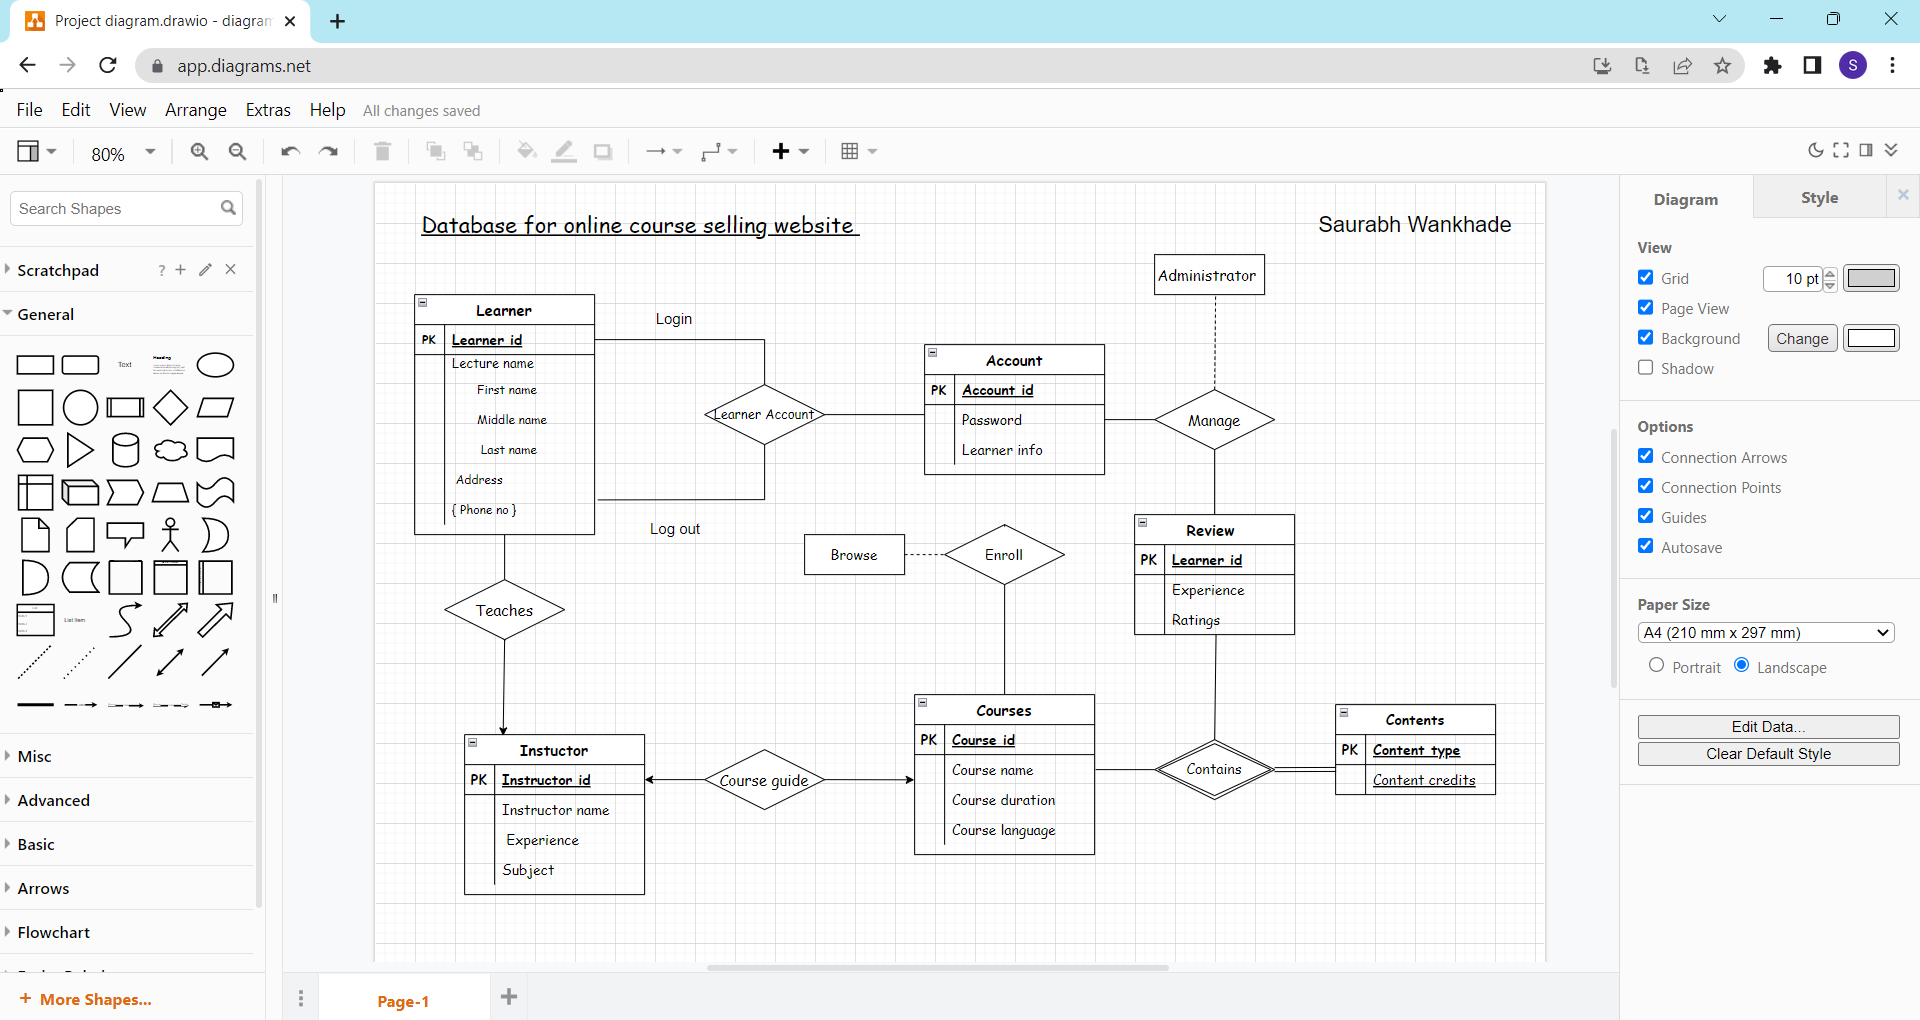 Project diagram.drawio - diagram
app.diagrams.net
S
File Edit View Arrange Extras Help All changes saved
80%
Search Shapes
Scratchpad ?
General
Text
Heading
List Item
Misc
Advanced
Basic
Arrows
Flowchart
+ More Shapes...
Database for online course selling website
Saurabh Wankhade
Administrator
Learner
PK Learner id
Lecture name
First name
Middle name
Last name
Address
{ Phone no }
Login
Log out
Learner Account
Account
PK Account id
Password
Learner info
Manage
Browse
Enroll
Review
PK Learner id
Experience
Ratings
Teaches
Instuctor
PK Instructor id
Instructor name
Experience
Subject
Course guide
Courses
PK Course id
Course name
Course duration
Course language
Contains
Contents
PK Content type
Content credits
Page-1
Diagram Style
View
Grid 10 pt
Page View
Background Change
Shadow
Options
Connection Arrows
Connection Points
Guides
Autosave
Paper Size
A4 (210 mm x 297 mm)
Portrait Landscape
Edit Data...
Clear Default Style